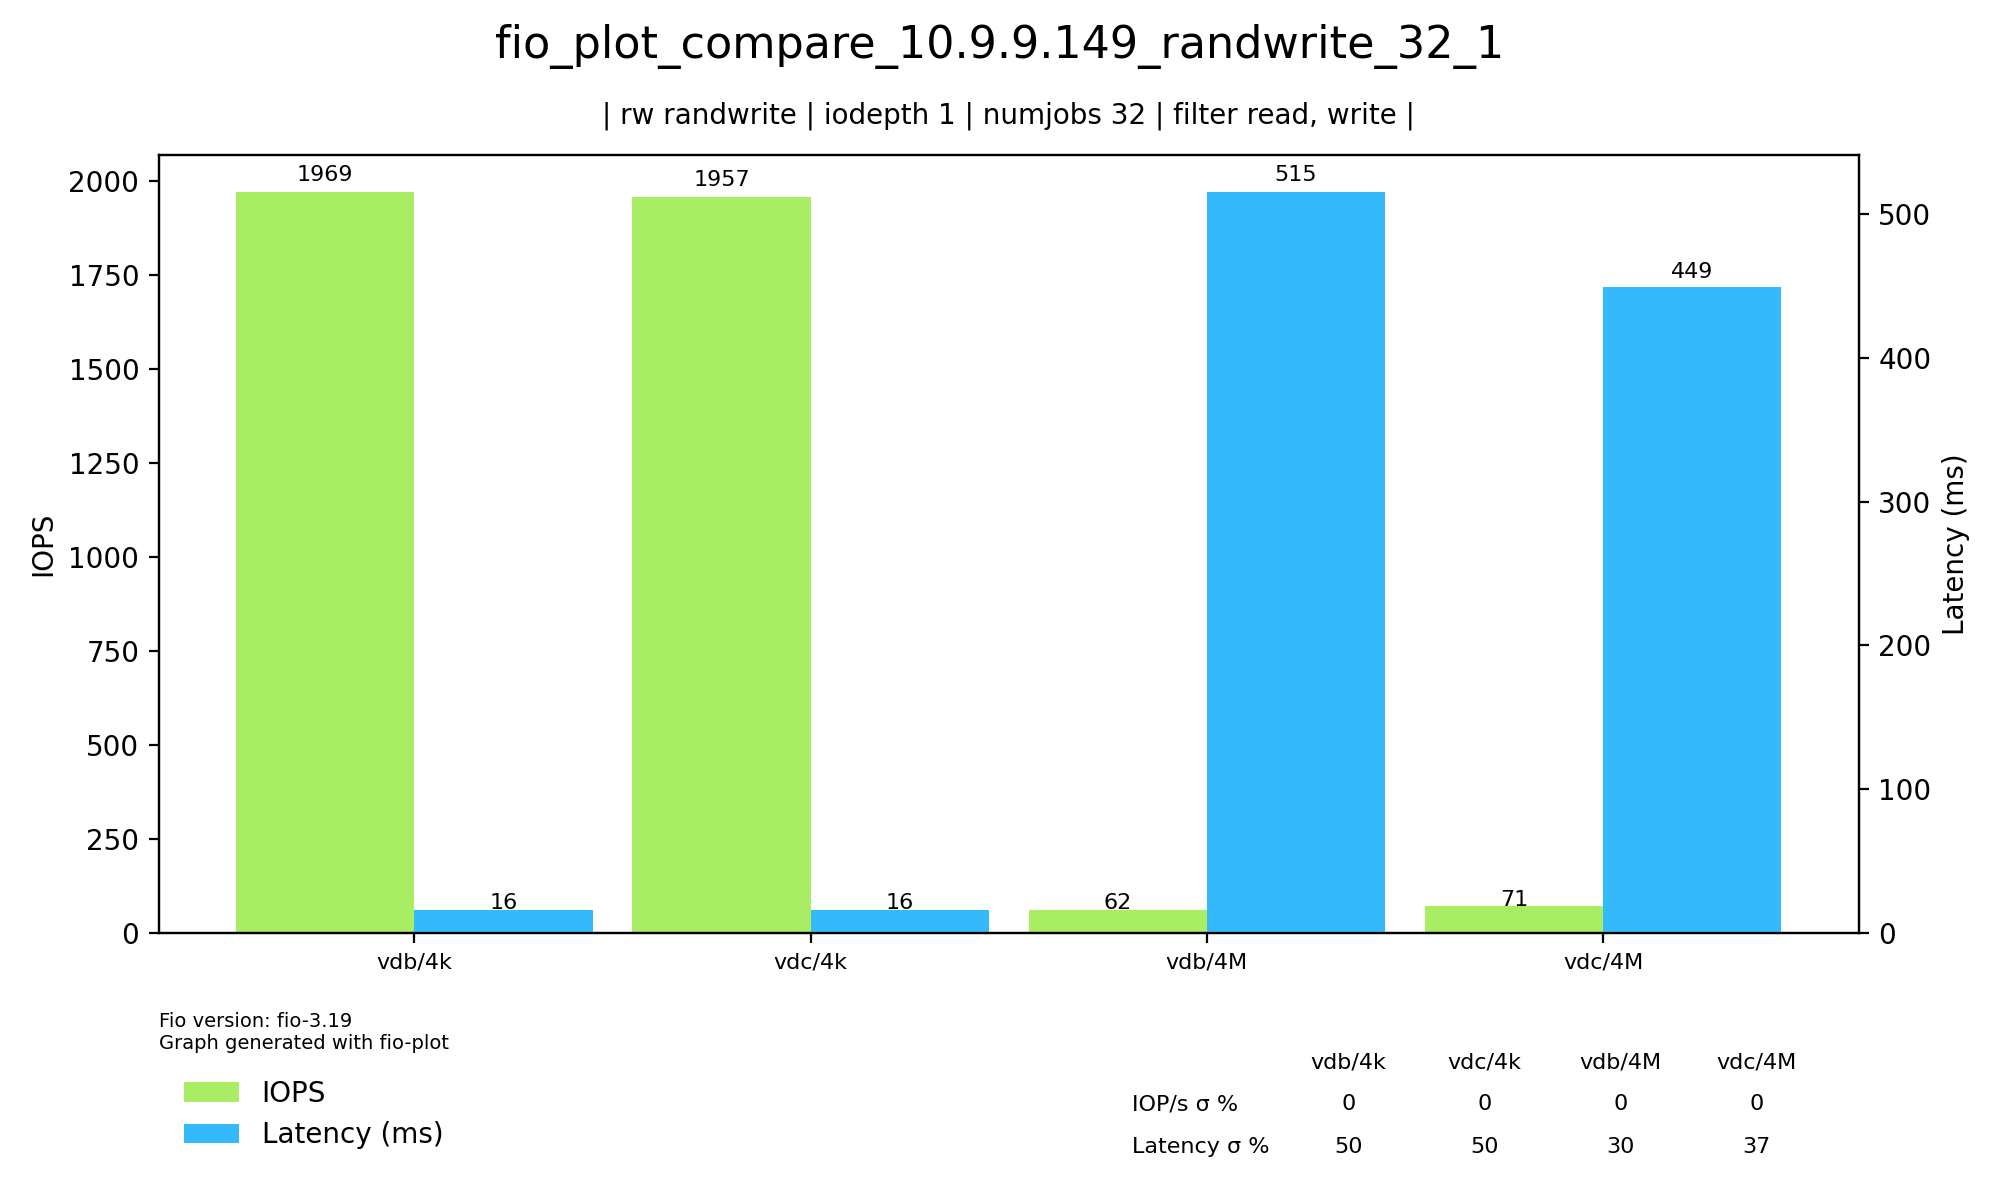 fio_plot_compare_10.9.9.149_randwrite_32_1
| rw randwrite | iodepth 1 | numjobs 32 | filter read, write |
1969
1957
515
449
16
16
62
71
2000
1750
1500
1250
1000
750
500
250
0
IOPS
500
400
300
200
100
0
Latency (ms)
vdb/4k vdc/4k vdb/4M vdc/4M
Fio version: fio-3.19
Graph generated with fio-plot
IOPS
Latency (ms)
vdb/4k vdc/4k vdb/4M vdc/4M
IOP/s σ % 0 0 0 0
Latency σ % 50 50 30 37